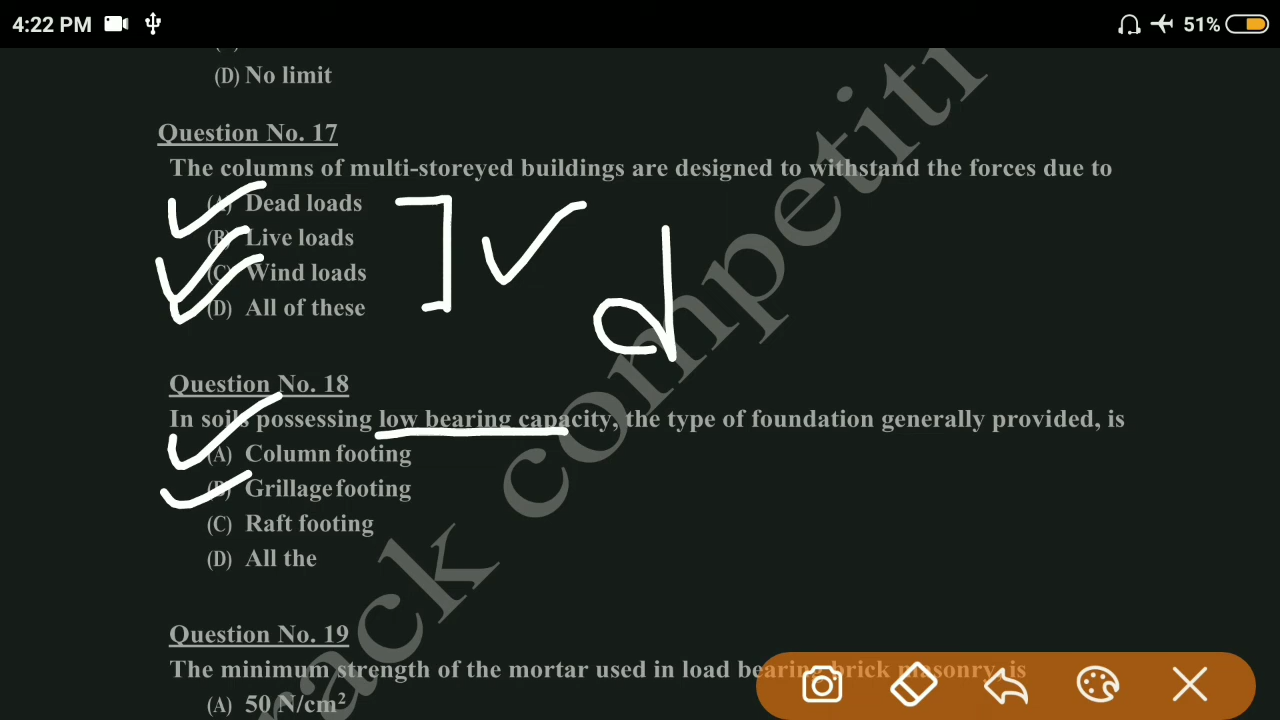 4:22 PM
51%
(D) No limit
Question No. 17
The columns of multi-storeyed buildings are designed to withstand the forces due to
(A) Dead loads
(B) Live loads
(C) Wind loads
(D) All of these
d
Question No. 18
In soils possessing low bearing capacity, the type of foundation generally provided, is
(A) Column footing
(B) Grillage footing
(C) Raft footing
(D) All the
Question No. 19
The minimum strength of the mortar used in load bearing brick masonry, is
(A) 50 N/cm²
rack competiti